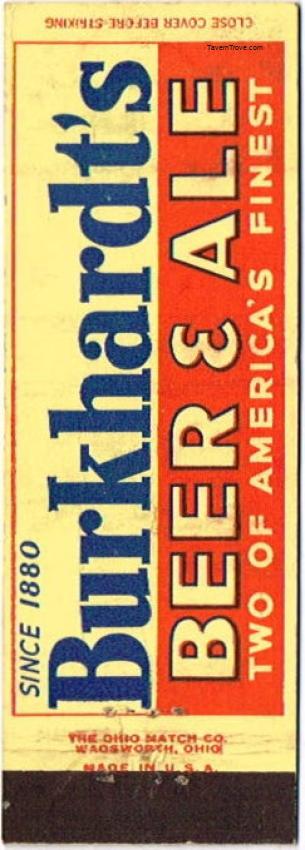 CLOSE COVER BEFORE STRIKING
TavernTrove.com
SINCE 1880
Burkhardt's
BEER & ALE
TWO OF AMERICA'S FINEST
THE OHIO MATCH CO.
WADSWORTH, OHIO
MADE IN U.S.A.